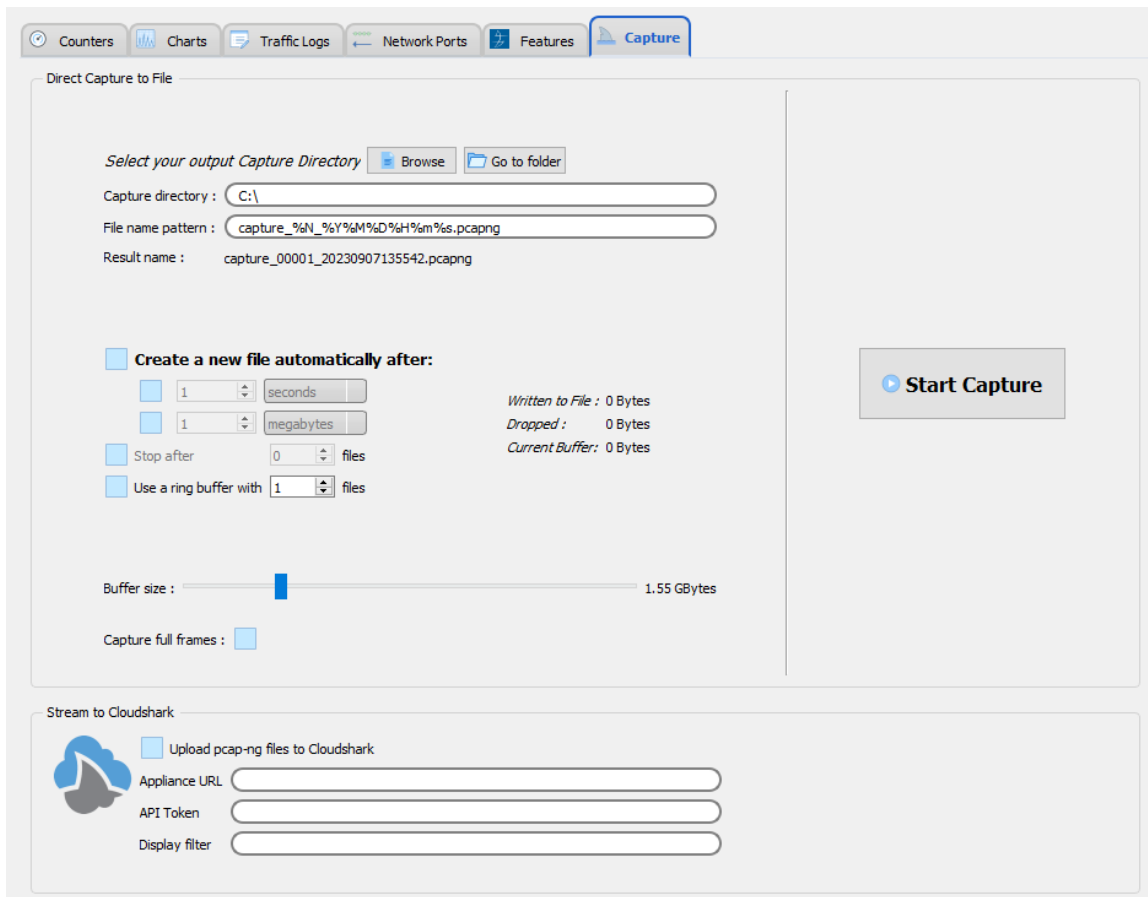 Counters Charts Traffic Logs Network Ports Features Capture
Direct Capture to File
Select your output Capture Directory Browse Go to folder
Capture directory : C:\
File name pattern : capture_%N_%Y%M%D%H%m%s.pcapng
Result name : capture_00001_20230907135542.pcapng
Create a new file automatically after:
1 seconds
1 megabytes
Stop after 0 files
Use a ring buffer with 1 files
Written to File : 0 Bytes
Dropped : 0 Bytes
Current Buffer: 0 Bytes
Buffer size : 1.55 GBytes
Capture full frames :
Start Capture
Stream to Cloudshark
Upload pcap-ng files to Cloudshark
Appliance URL
API Token
Display filter